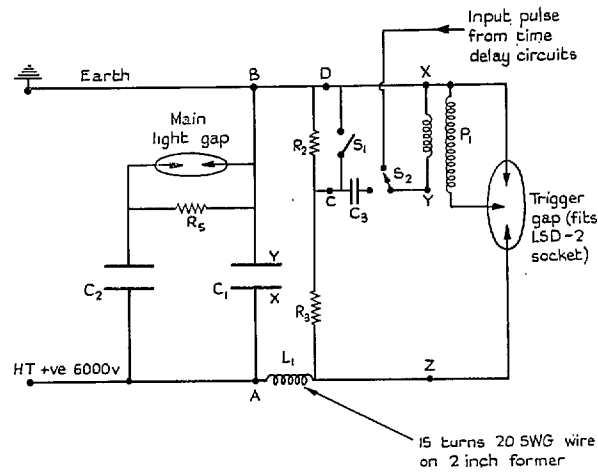 Input pulse
from time
delay circuits
Earth
B
D
X
Main
light gap
R2
S1
S2
P1
C
C3
Y
Trigger
gap (fits
LSD-2
socket)
R5
Y
C2
C1
X
R3
HT +ve 6000v
A
L1
Z
15 turns 20 SWG wire
on 2 inch former